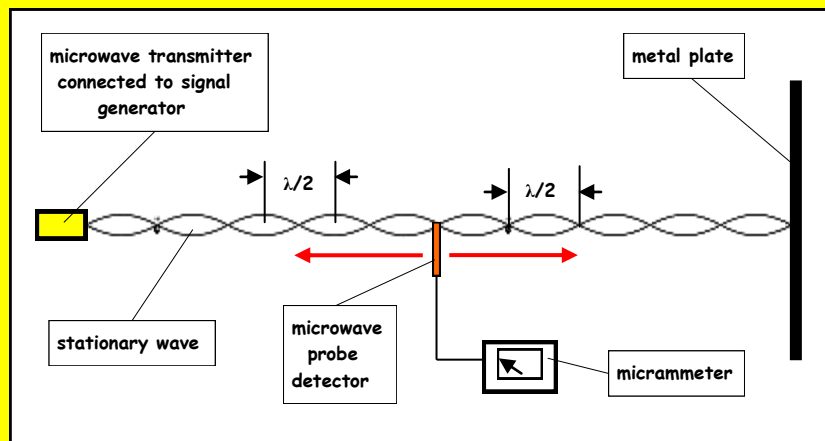 microwave transmitter
connected to signal
generator
metal plate
λ/2
λ/2
stationary wave
microwave
probe
detector
micrammeter